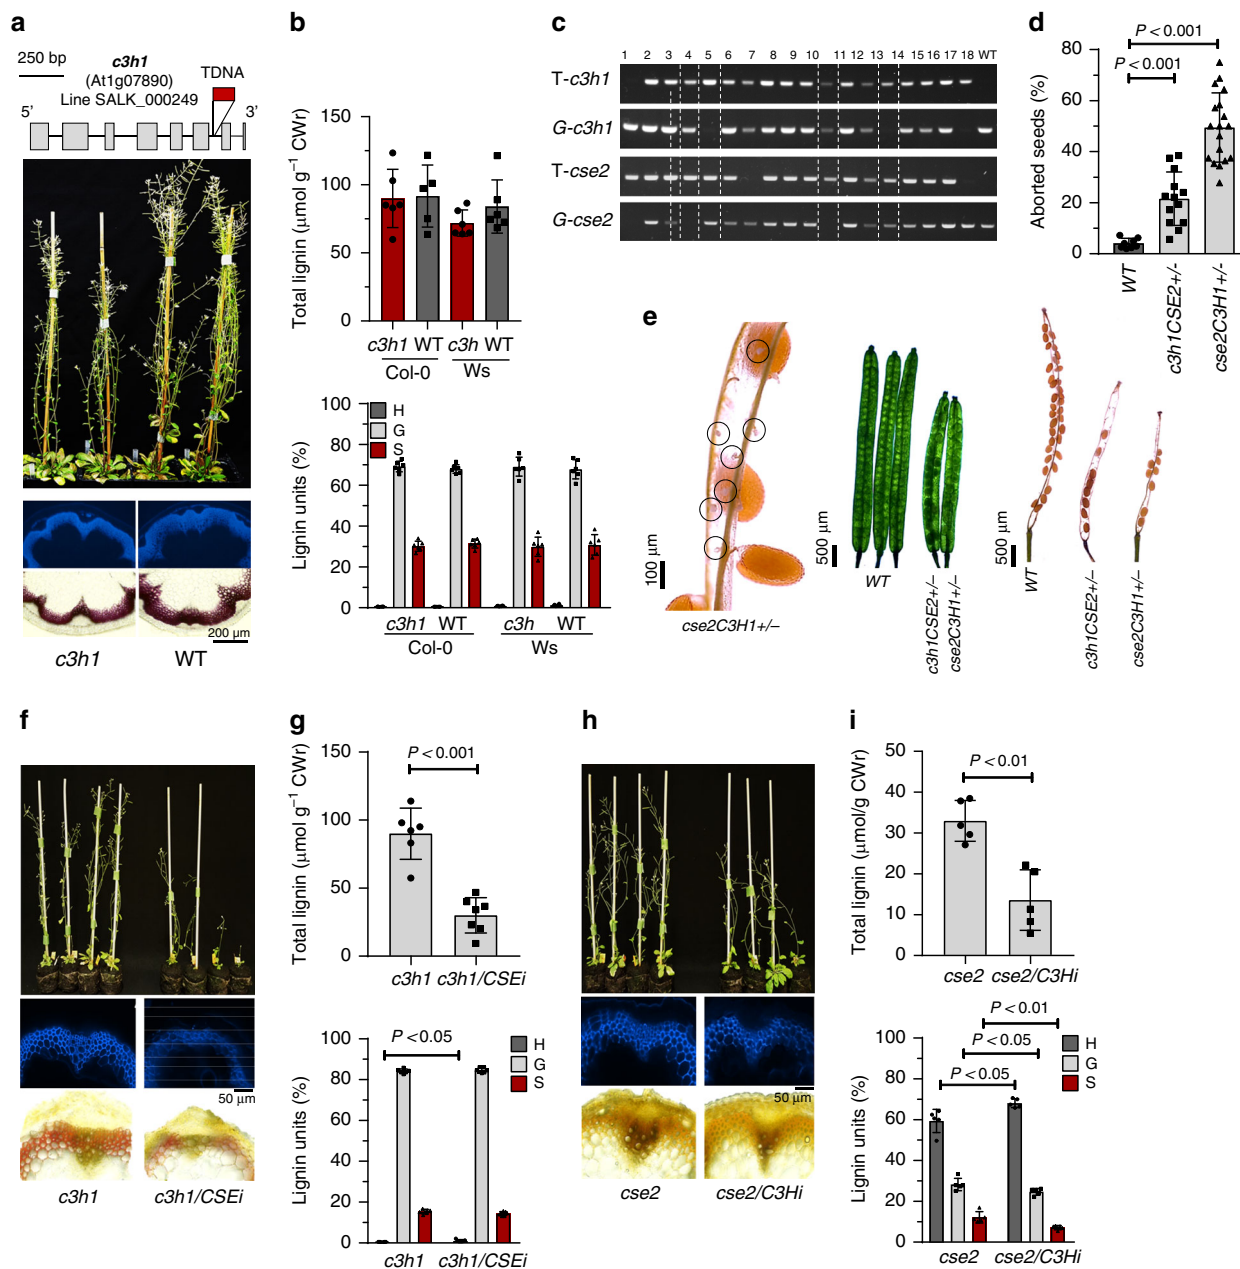 a
250 bp
c3h1
(At1g07890)
Line SALK_000249
TDNA
5′
3′
200 µm
c3h1
WT
b
Total lignin (µmol g⁻¹ CWr)
150
100
50
0
c3h1 WT c3h WT
Col-0
Ws
Lignin units (%)
100
80
60
40
20
0
H
G
S
c3h1 WT c3h WT
Col-0
Ws
c
1 2 3 4 5 6 7 8 9 10 11 12 13 14 15 16 17 18 WT
T-c3h1
G-c3h1
T-cse2
G-cse2
d
P < 0.001
P < 0.001
Aborted seeds (%)
80
60
40
20
0
WT
c3h1CSE2+/−
cse2C3H1+/−
e
100 µm
cse2C3H1+/−
500 µm
WT
c3h1CSE2+/−
cse2C3H1+/−
500 µm
WT
c3h1CSE2+/−
cse2C3H1+/−
f
50 µm
c3h1
c3h1/CSEi
g
Total lignin (µmol g⁻¹ CWr)
150
100
50
0
P < 0.001
c3h1 c3h1/CSEi
Lignin units (%)
100
80
60
40
20
0
P < 0.05
H
G
S
c3h1 c3h1/CSEi
h
50 µm
cse2
cse2/C3Hi
i
Total lignin (µmol/g CWr)
50
40
30
20
10
0
P < 0.01
cse2 cse2/C3Hi
Lignin units (%)
100
80
60
40
20
0
P < 0.01
P < 0.05
P < 0.05
H
G
S
cse2 cse2/C3Hi